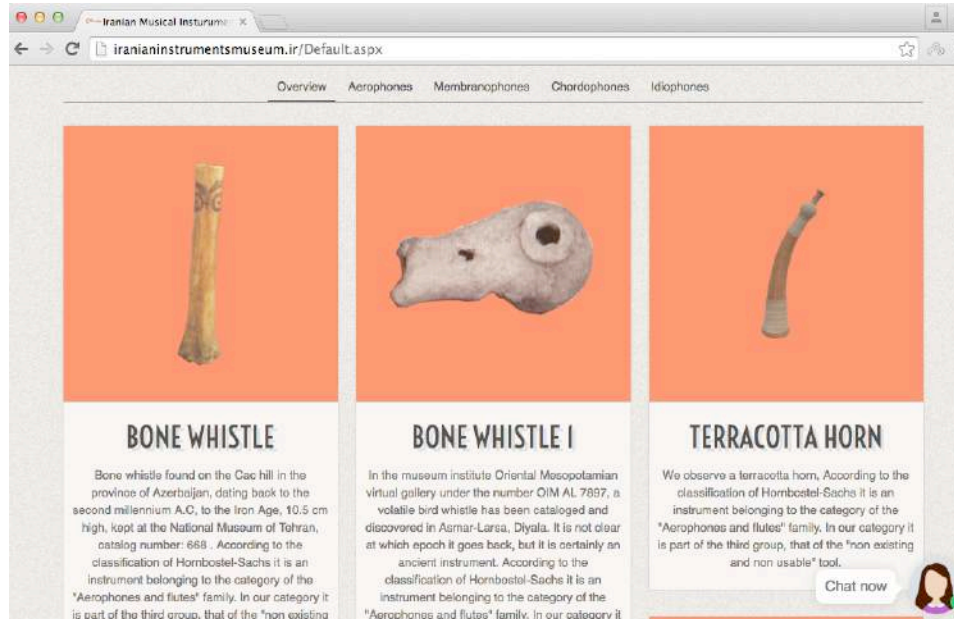 Iranian Musical Insturume
iranianinstrumentsmuseum.ir/Default.aspx
Overview Aerophones Membranophones Chordophones Idiophones
BONE WHISTLE
Bone whistle found on the Cac hill in the
province of Azerbaijan, dating back to the
second millennium A.C, to the Iron Age, 10.5 cm
high, kept at the National Museum of Tehran,
catalog number: 668 . According to the
classification of Hornbostel-Sachs it is an
instrument belonging to the category of the
"Aerophones and flutes" family. In our category it
is part of the third group, that of the "non existing
BONE WHISTLE I
In the museum institute Oriental Mesopotamian
virtual gallery under the number OIM AL 7897, a
volatile bird whistle has been cataloged and
discovered in Asmar-Larsa, Diyala. It is not clear
at which epoch it goes back, but it is certainly an
ancient instrument. According to the
classification of Hornbostel-Sachs it is an
instrument belonging to the category of the
"Aerophones and flutes" family. In our category it
TERRACOTTA HORN
We observe a terracotta horn, According to the
classification of Hornbostel-Sachs it is an
instrument belonging to the category of the
"Aerophones and flutes" family. In our category it
is part of the third group, that of the "non existing
and non usable" tool.
Chat now